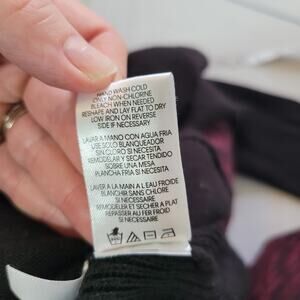 HAND WASH COLD
ONLY NON-CHLORINE
BLEACH WHEN NEEDED
RESHAPE AND LAY FLAT TO DRY
LOW IRON ON REVERSE
SIDE IF NECESSARY
LAVAR A MANO CON AGUA FRIA
USE SOLO BLANQUEADOR
SIN CLORO SI NECESITA
REMODELAR Y SECAR TENDIDO
SOBRE UNA MESA
PLANCHA FRIA SI NECESITA
LAVER A LA MAIN A L EAU FROIDE
BLANCHIR SANS CHLORE
SI NECESSAIRE
REMODELER ET SECHER A PLAT
REPASSER AU FER FROID
SI NECESSAIRE